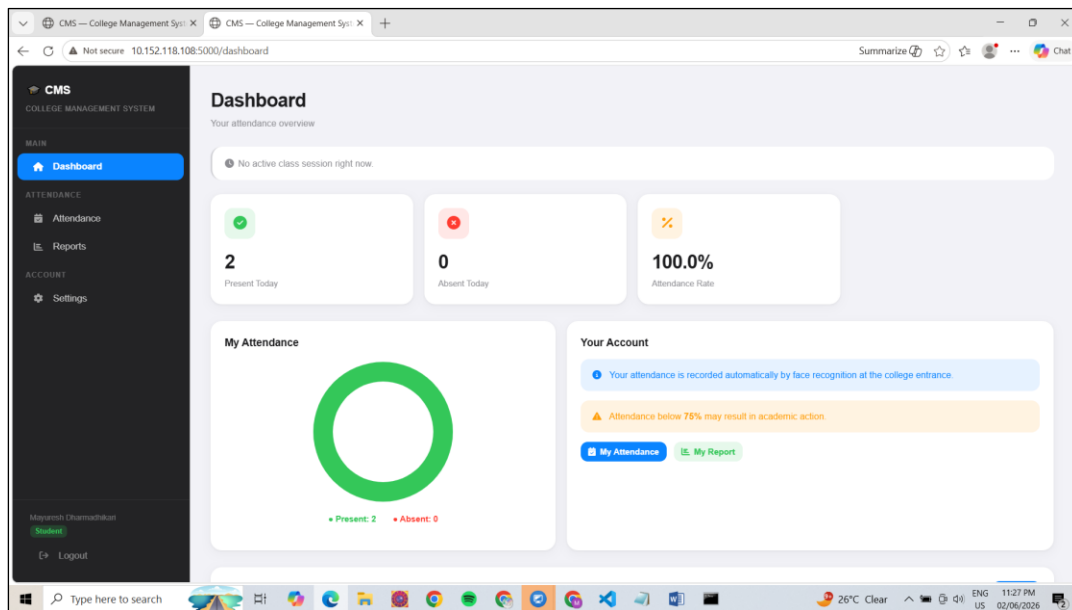 CMS — College Management Syst
CMS — College Management Syst
Not secure 10.152.118.108:5000/dashboard
Summarize
Chat
CMS
COLLEGE MANAGEMENT SYSTEM
MAIN
Dashboard
ATTENDANCE
Attendance
Reports
ACCOUNT
Settings
Mayuresh Dharmadhikari
Student
Logout
Dashboard
Your attendance overview
No active class session right now.
2
Present Today
0
Absent Today
100.0%
Attendance Rate
My Attendance
Present: 2
Absent: 0
Your Account
Your attendance is recorded automatically by face recognition at the college entrance.
Attendance below 75% may result in academic action.
My Attendance
My Report
Type here to search
26°C Clear
ENG
US
11:27 PM
02/06/2026
2